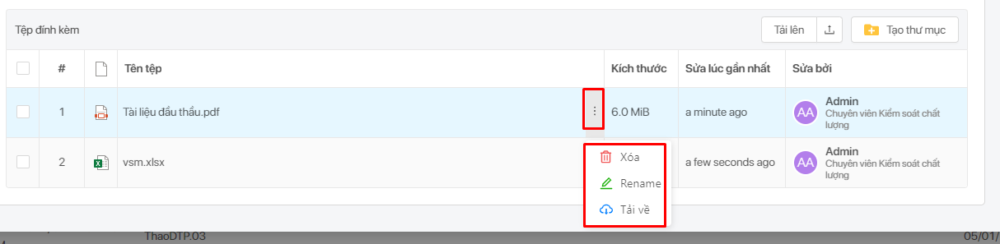 Tệp đính kèm
Tải lên
Tạo thư mục
# Tên tệp Kích thước Sửa lúc gần nhất Sửa bởi
1 Tài liệu đầu thầu.pdf 6.0 MiB a minute ago AA Admin
Chuyên viên Kiểm soát chất
lượng
2 vsm.xlsx a few seconds ago AA Admin
Chuyên viên Kiểm soát chất
lượng
Xóa
Rename
Tải về
ThaoDTP.03 05/01/